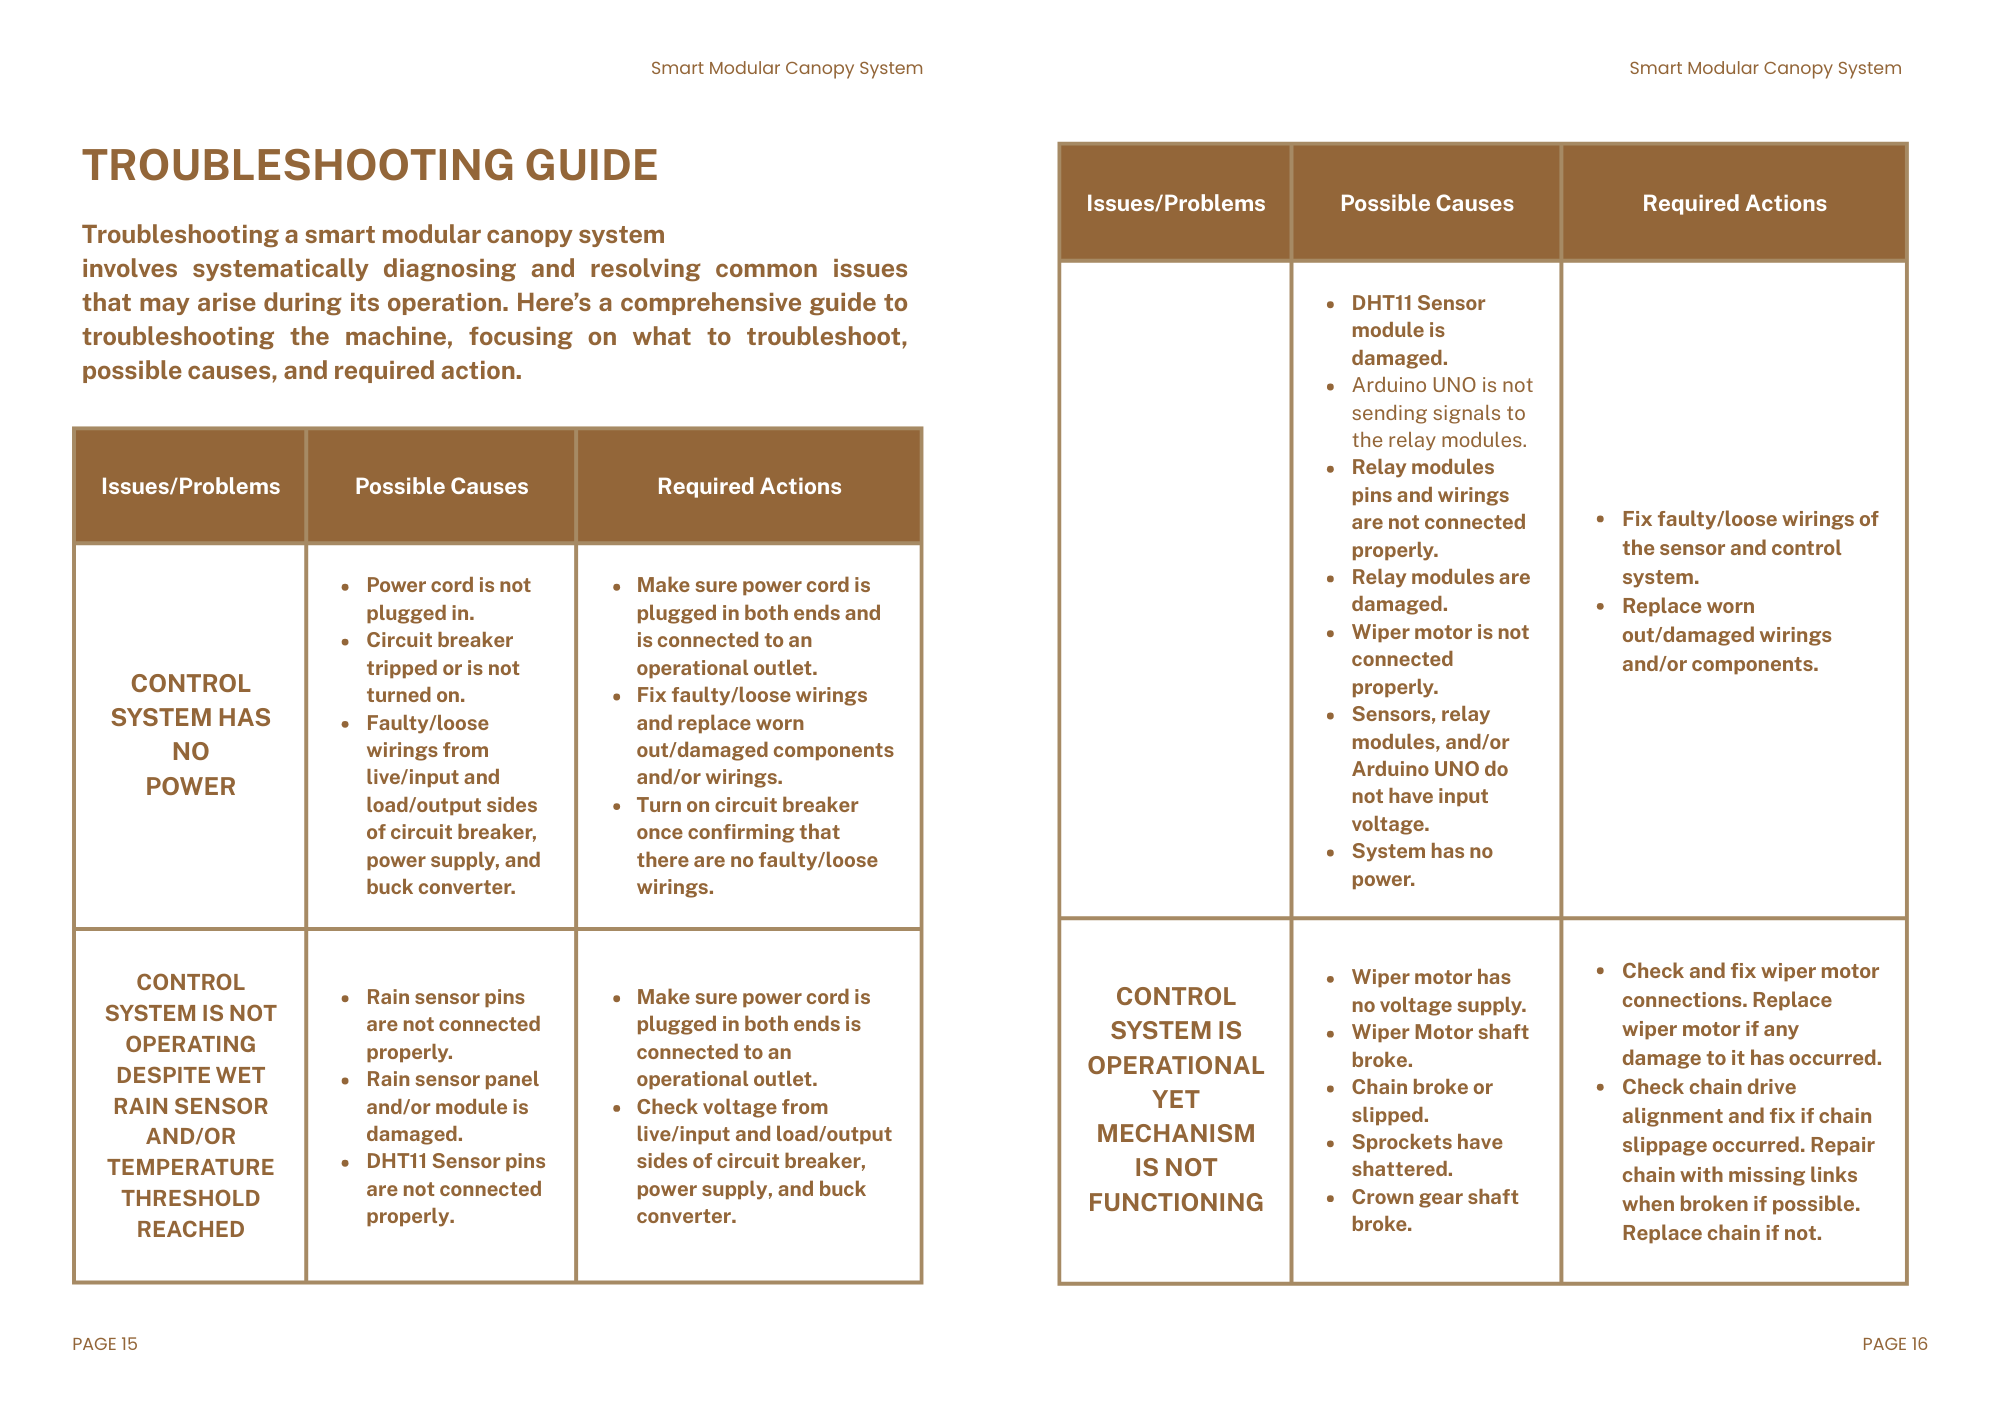 Smart Modular Canopy System
TROUBLESHOOTING GUIDE
Troubleshooting a smart modular canopy system
involves systematically diagnosing and resolving common issues
that may arise during its operation. Here's a comprehensive guide to
troubleshooting the machine, focusing on what to troubleshoot,
possible causes, and required action.
Issues/Problems
Possible Causes
Required Actions
CONTROL
SYSTEM HAS
NO
POWER
• Power cord is not
plugged in.
• Circuit breaker
tripped or is not
turned on.
• Faulty/loose
wirings from
live/input and
load/output sides
of circuit breaker,
power supply, and
buck converter.
• Make sure power cord is
plugged in both ends and
is connected to an
operational outlet.
• Fix faulty/loose wirings
and replace worn
out/damaged components
and/or wirings.
• Turn on circuit breaker
once confirming that
there are no faulty/loose
wirings.
CONTROL
SYSTEM IS NOT
OPERATING
DESPITE WET
RAIN SENSOR
AND/OR
TEMPERATURE
THRESHOLD
REACHED
• Rain sensor pins
are not connected
properly.
• Rain sensor panel
and/or module is
damaged.
• DHT11 Sensor pins
are not connected
properly.
• Make sure power cord is
plugged in both ends is
connected to an
operational outlet.
• Check voltage from
live/input and load/output
sides of circuit breaker,
power supply, and buck
converter.
PAGE 15
Smart Modular Canopy System
Issues/Problems
Possible Causes
Required Actions
• DHT11 Sensor
module is
damaged.
• Arduino UNO is not
sending signals to
the relay modules.
• Relay modules
pins and wirings
are not connected
properly.
• Relay modules are
damaged.
• Wiper motor is not
connected
properly.
• Sensors, relay
modules, and/or
Arduino UNO do
not have input
voltage.
• System has no
power.
• Fix faulty/loose wirings of
the sensor and control
system.
• Replace worn
out/damaged wirings
and/or components.
CONTROL
SYSTEM IS
OPERATIONAL
YET
MECHANISM
IS NOT
FUNCTIONING
• Wiper motor has
no voltage supply.
• Wiper Motor shaft
broke.
• Chain broke or
slipped.
• Sprockets have
shattered.
• Crown gear shaft
broke.
• Check and fix wiper motor
connections. Replace
wiper motor if any
damage to it has occurred.
• Check chain drive
alignment and fix if chain
slippage occurred. Repair
chain with missing links
when broken if possible.
Replace chain if not.
PAGE 16